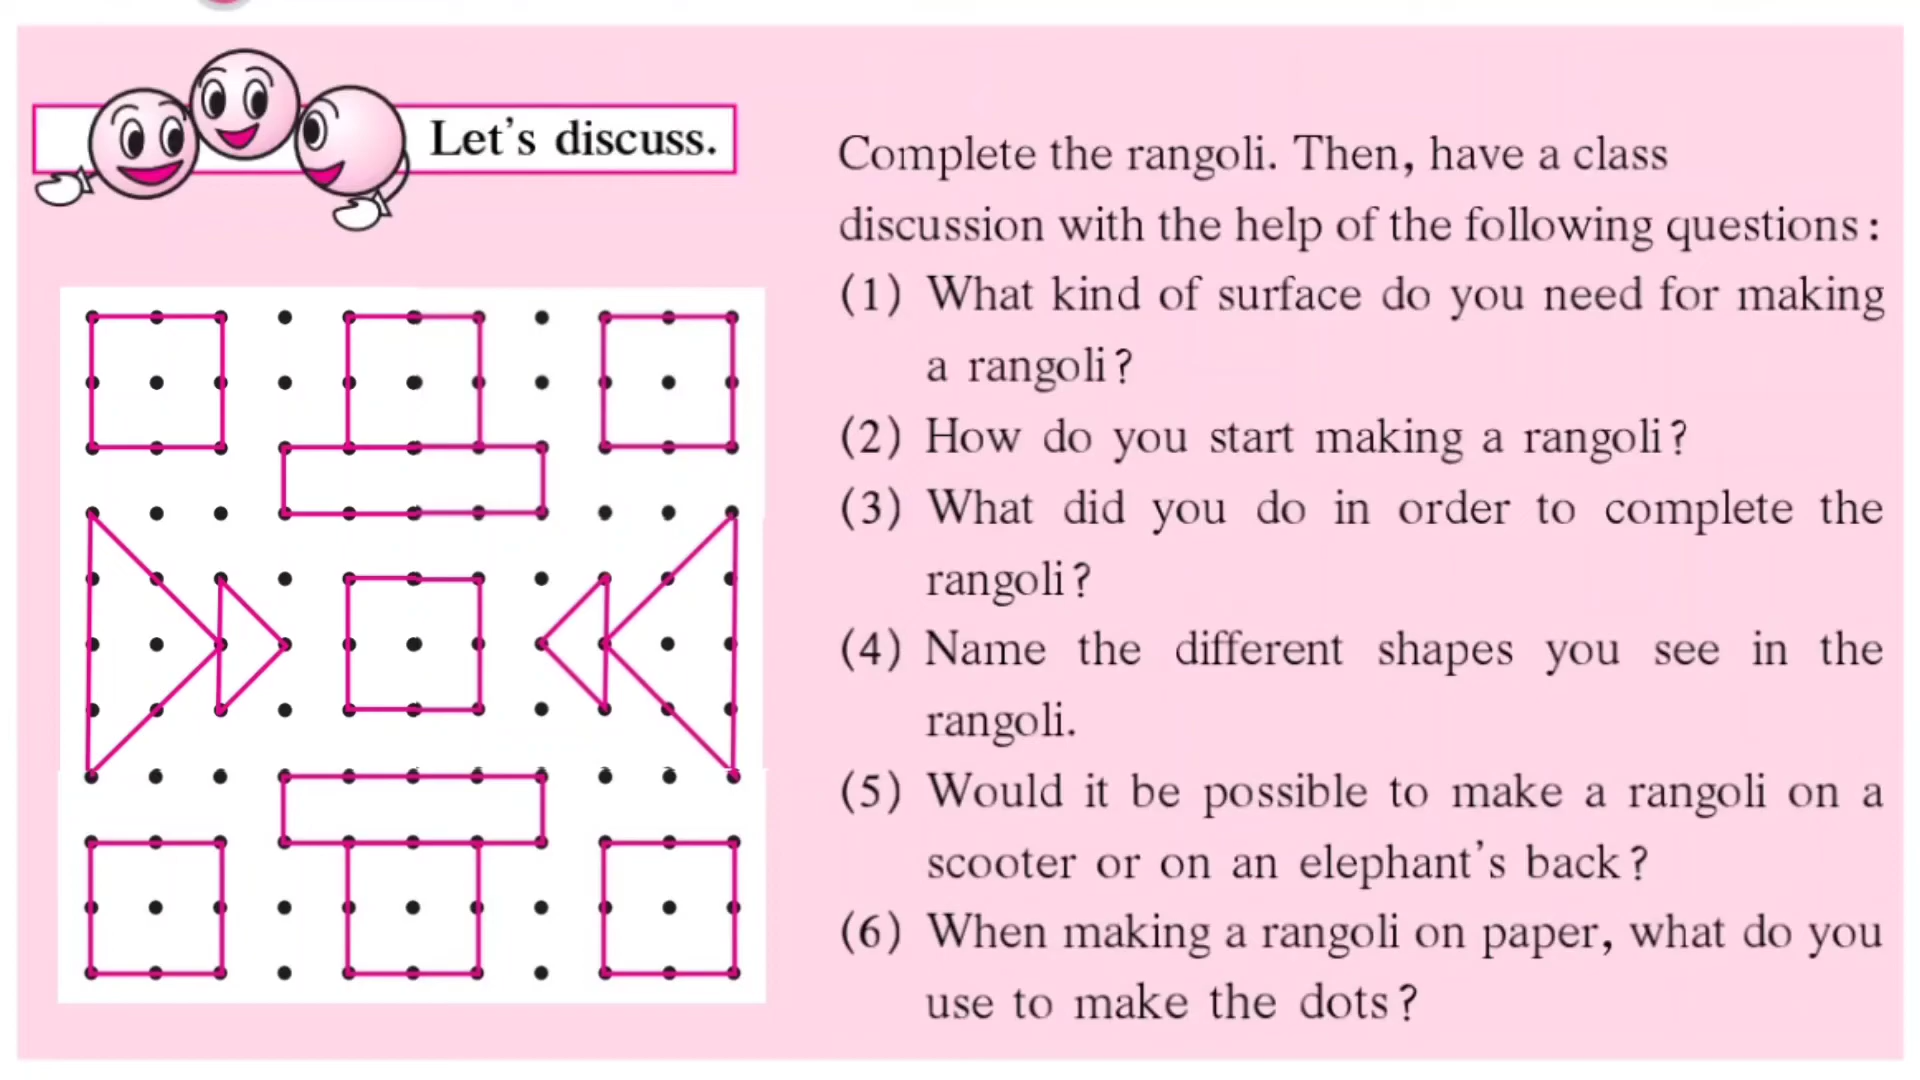 Let's discuss.
Complete the rangoli. Then, have a class
discussion with the help of the following questions :
(1) What kind of surface do you need for making
a rangoli ?
(2) How do you start making a rangoli ?
(3) What did you do in order to complete the
rangoli ?
(4) Name the different shapes you see in the
rangoli.
(5) Would it be possible to make a rangoli on a
scooter or on an elephant's back ?
(6) When making a rangoli on paper, what do you
use to make the dots ?